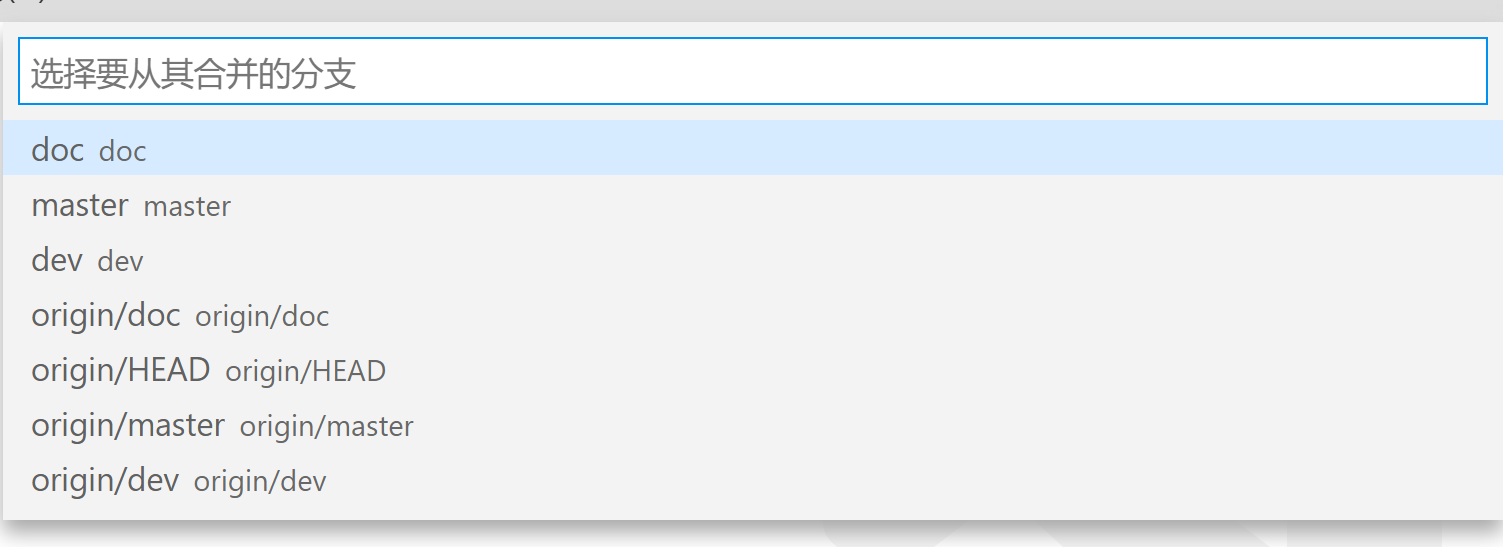 选择要从其合并的分支
doc doc
master master
dev dev
origin/doc origin/doc
origin/HEAD origin/HEAD
origin/master origin/master
origin/dev origin/dev